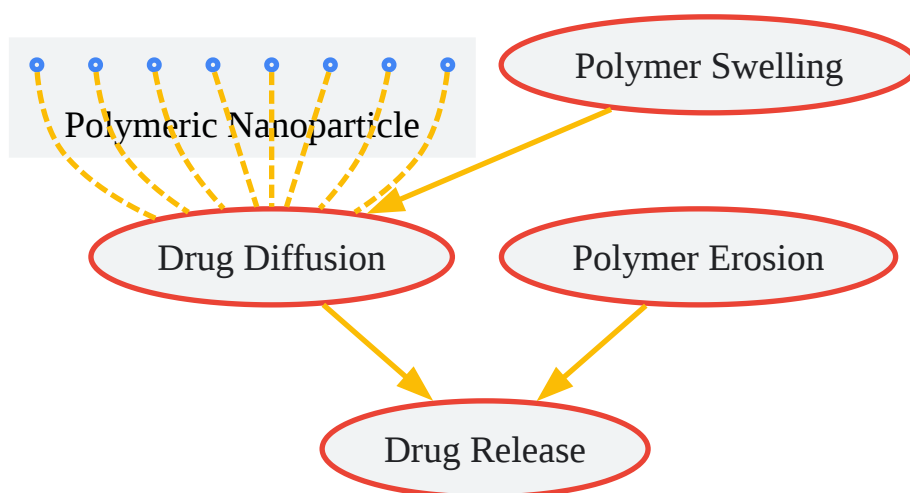 Polymer Swelling
Polymeric Nanoparticle
Drug Diffusion
Polymer Erosion
Drug Release